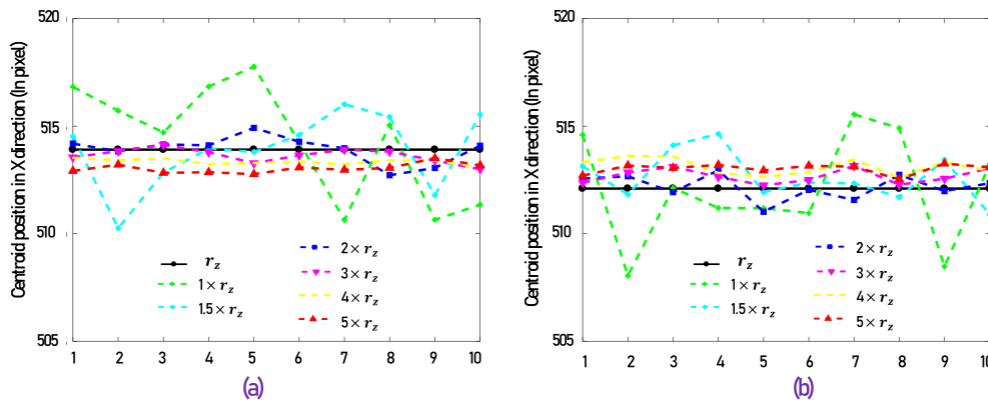 Centroid position in X direction (In pixel)
520
515
510
505
r_z
1 × r_z
1.5 × r_z
2 × r_z
3 × r_z
4 × r_z
5 × r_z
1 2 3 4 5 6 7 8 9 10
(a)
Centroid position in X direction (In pixel)
520
515
510
505
r_z
1 × r_z
1.5 × r_z
2 × r_z
3 × r_z
4 × r_z
5 × r_z
1 2 3 4 5 6 7 8 9 10
(b)